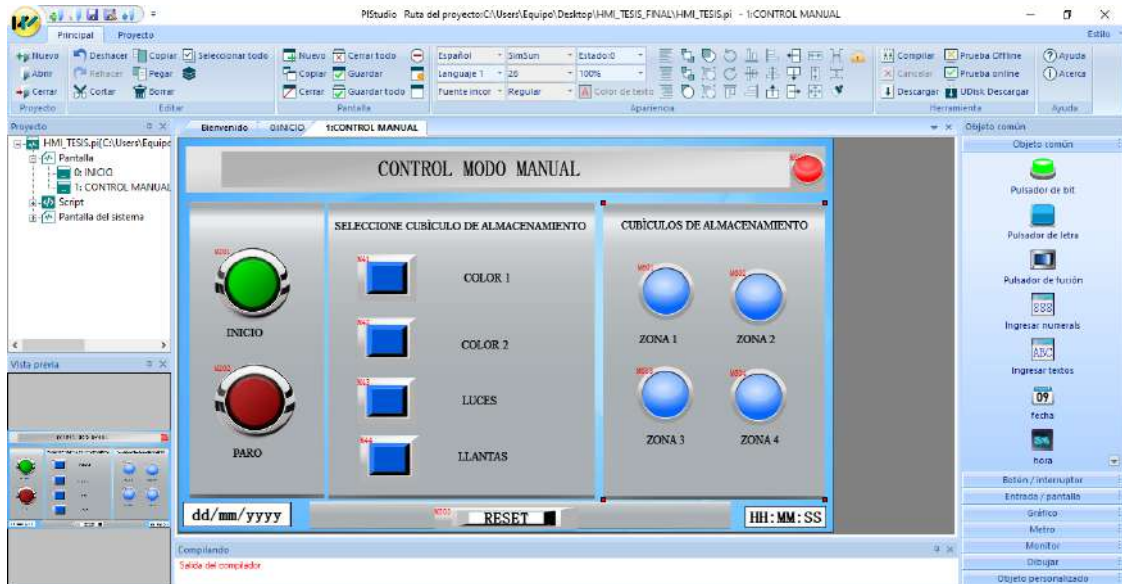 PIStudio Ruta del proyecto:C:\Users\Equipo\Desktop\HMI_TESIS_FINAL\HMI_TESIS.pi - 1:CONTROL MANUAL
Principal Proyecto Estilo
Nuevo Deshacer Copiar Seleccionar todo Nuevo Cerrar todo Español SimSun Estado:0 Compilar Prueba Offline Ayuda
Abrir Rehacer Pegar Copiar Guardar Lenguaje 1 26 100% Cancelar Prueba online Acerca
Cerrar Cortar Borrar Cerrar Guardar todo Fuente incor Regular Color de texto Descargar UDisk Descargar
Proyecto Editar Pantalla Apariencia Herramienta Ayuda
Proyecto
Bienvenido 0:INICIO 1:CONTROL MANUAL
Objeto común
HMI_TESIS.pi[C:\Users\Equipo
Pantalla
0: INICIO
1: CONTROL MANUAL
Script
Pantalla del sistema
Vista previa
CONTROL MODO MANUAL
SELECCIONE CUBÌCULO DE ALMACENAMIENTO
CUBÌCULOS DE ALMACENAMIENTO
INICIO
PARO
COLOR 1
COLOR 2
LUCES
LLANTAS
ZONA 1 ZONA 2
ZONA 3 ZONA 4
dd/mm/yyyy
RESET
HH:MM:SS
Compilando
Salida del compilador
Objeto común
Pulsador de bit
Pulsador de letra
Pulsador de fución
Ingresar numerals
ABC
Ingresar textos
09
fecha
hora
Botón / interruptor
Entrada / pantalla
Gráfico
Metro
Monitor
Dibujar
Objeto personalizado